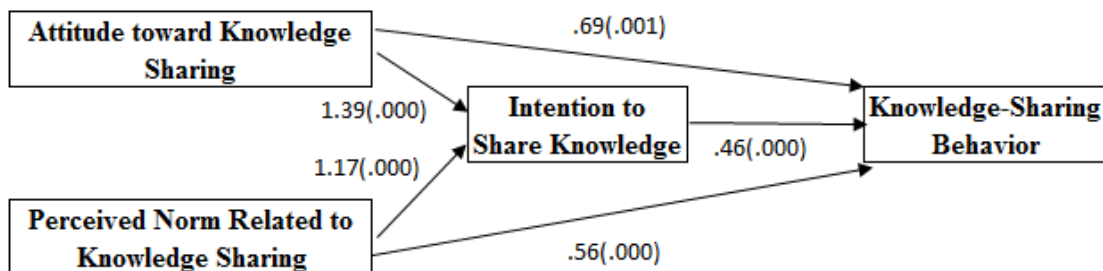 Attitude toward Knowledge
Sharing
.69(.001)
1.39(.000)
Intention to
Share Knowledge
Knowledge-Sharing
Behavior
.46(.000)
1.17(.000)
Perceived Norm Related to
Knowledge Sharing
.56(.000)